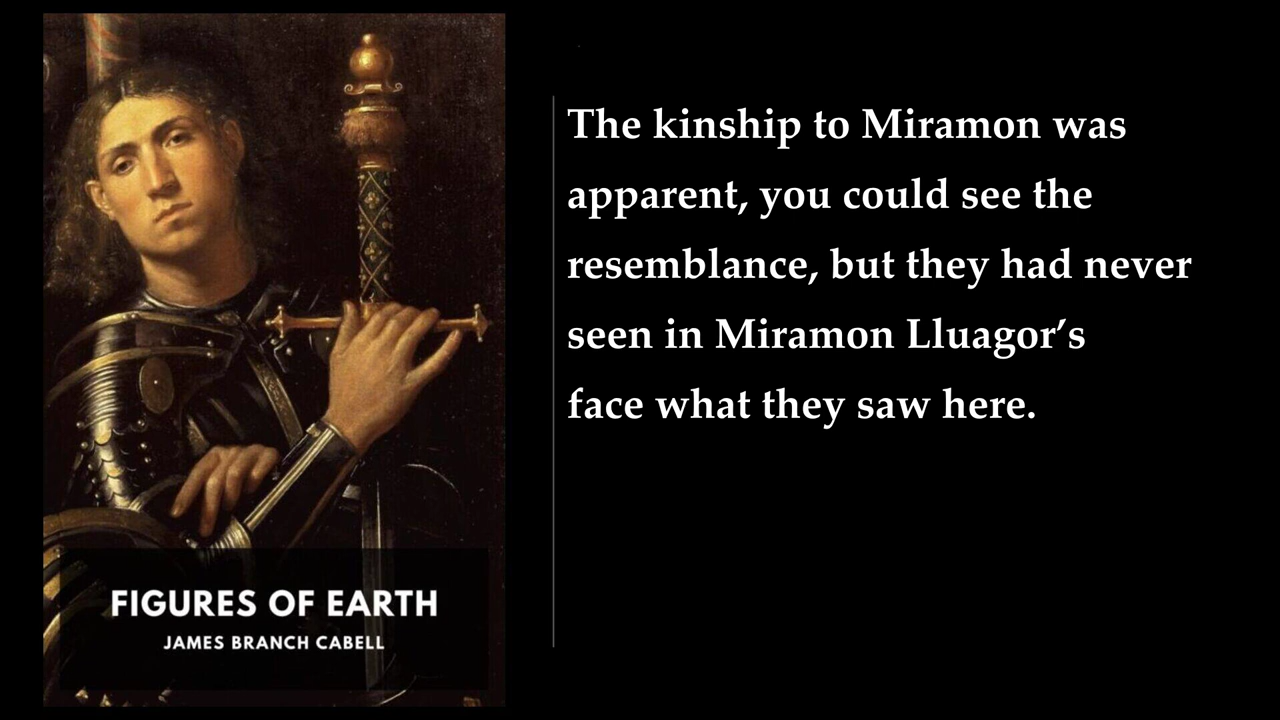 FIGURES OF EARTH
JAMES BRANCH CABELL
The kinship to Miramon was
apparent, you could see the
resemblance, but they had never
seen in Miramon Lluagor’s
face what they saw here.